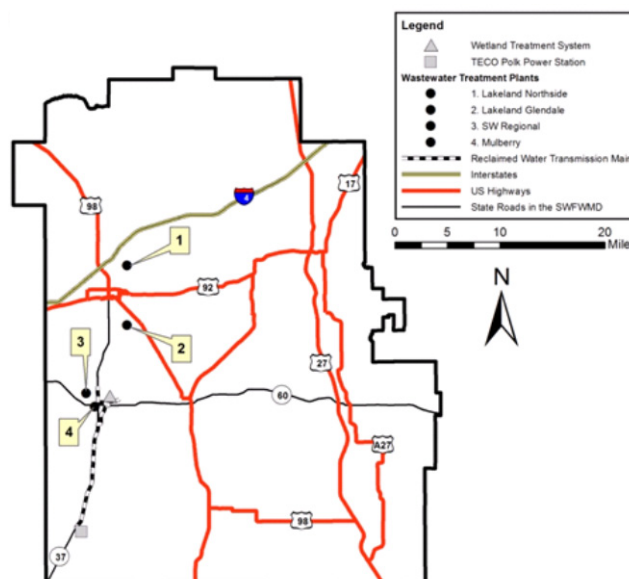 Legend
Wetland Treatment System
TECO Polk Power Station
Wastewater Treatment Plants
1. Lakeland Northside
2. Lakeland Glendale
3. SW Regional
4. Mulberry
Reclaimed Water Transmission Main
Interstates
US Highways
State Roads in the SWFWMD
0 5 10 20
Mile
N
17
4
98
1
92
2
3
27
60
4
A27
98
37